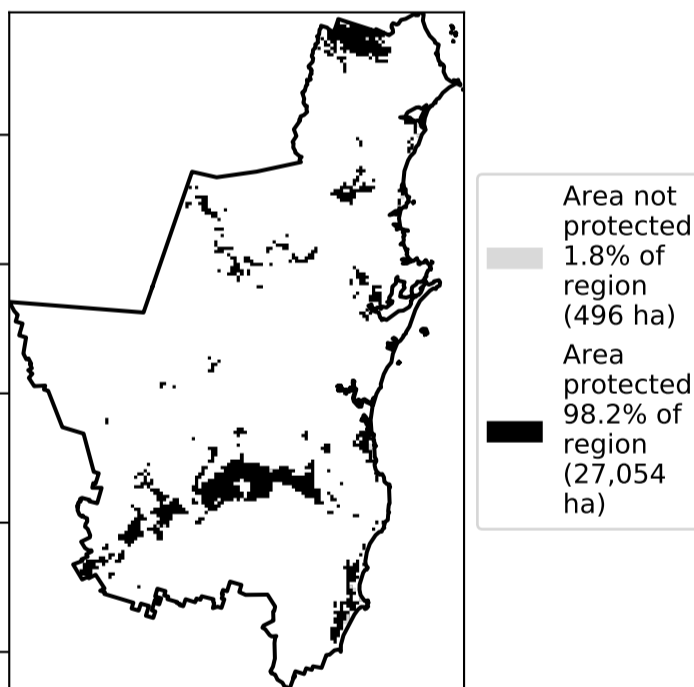 Area not
protected
1.8% of
region
(496 ha)
Area
protected
98.2% of
region
(27,054
ha)